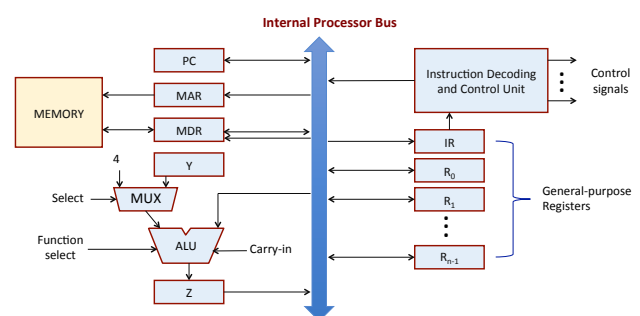 Internal Processor Bus
PC
MAR
MEMORY
MDR
4
Y
Select
MUX
Function
select
ALU
Carry-in
Z
Instruction Decoding
and Control Unit
Control
signals
IR
R0
R1
General-purpose
Registers
Rn-1